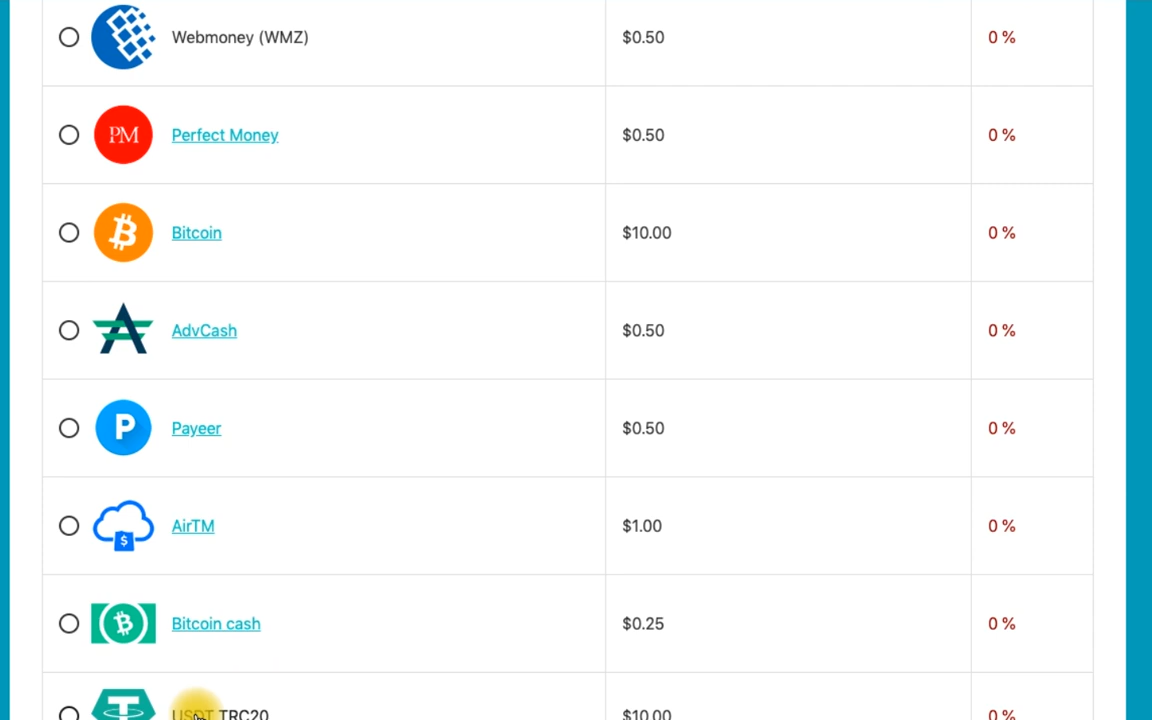 Webmoney (WMZ) $0.50 0 %
PM Perfect Money $0.50 0 %
Bitcoin $10.00 0 %
AdvCash $0.50 0 %
P Payeer $0.50 0 %
$ AirTM $1.00 0 %
Bitcoin cash $0.25 0 %
USDT TRC20 $10.00 0 %